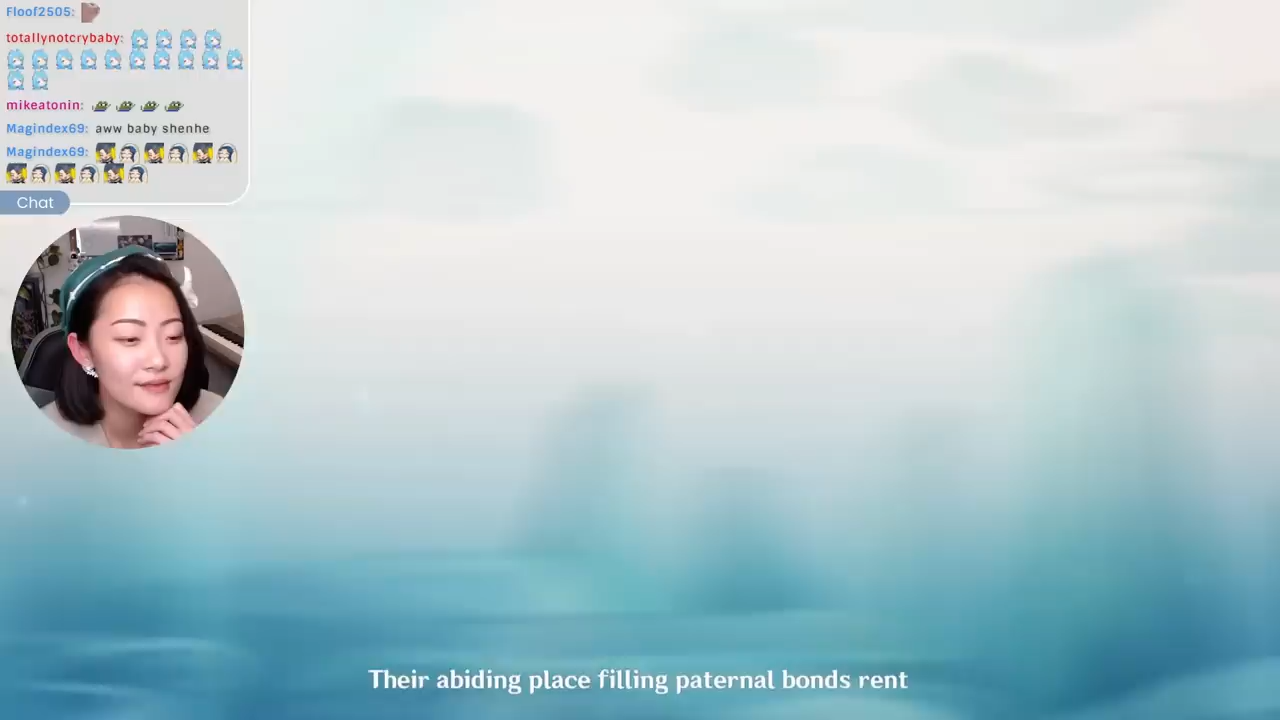 Floof2505:
totallynotcrybaby:
mikeatonin:
Magindex69: aww baby shenhe
Magindex69:
Chat
Their abiding place filling paternal bonds rent